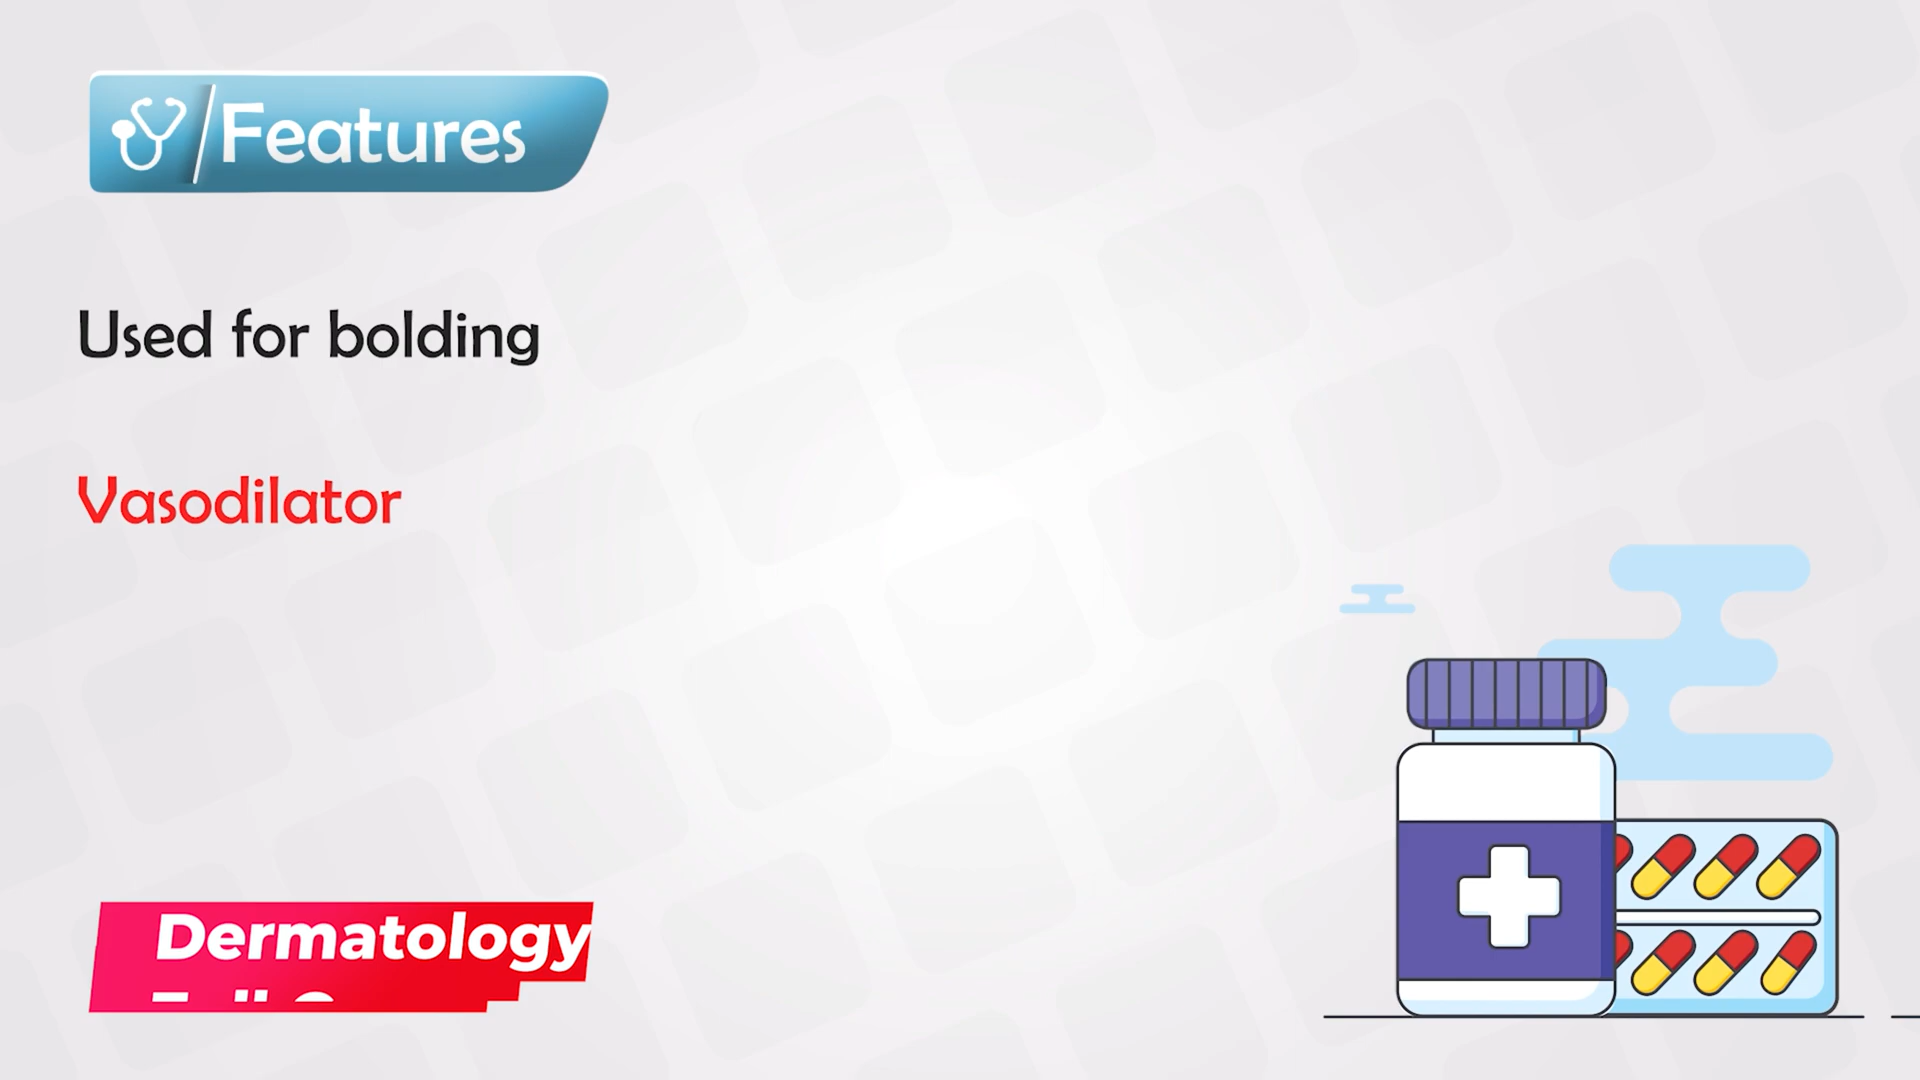 Features
Used for bolding
Vasodilator
Dermatology